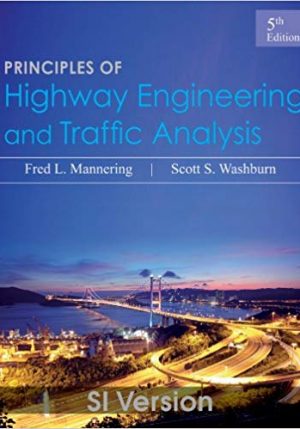 5th
Edition
PRINCIPLES OF
Highway Engineering
and Traffic Analysis
Fred L. Mannering | Scott S. Washburn
SI Version